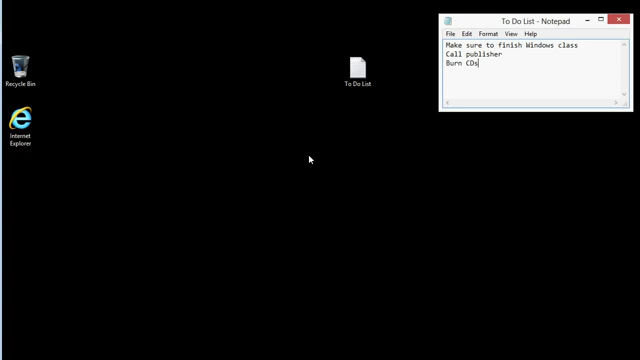 To Do List - Notepad
File Edit Format View Help
Make sure to finish Windows class
Call publisher
Burn CDs
Recycle Bin
To Do List
Internet
Explorer